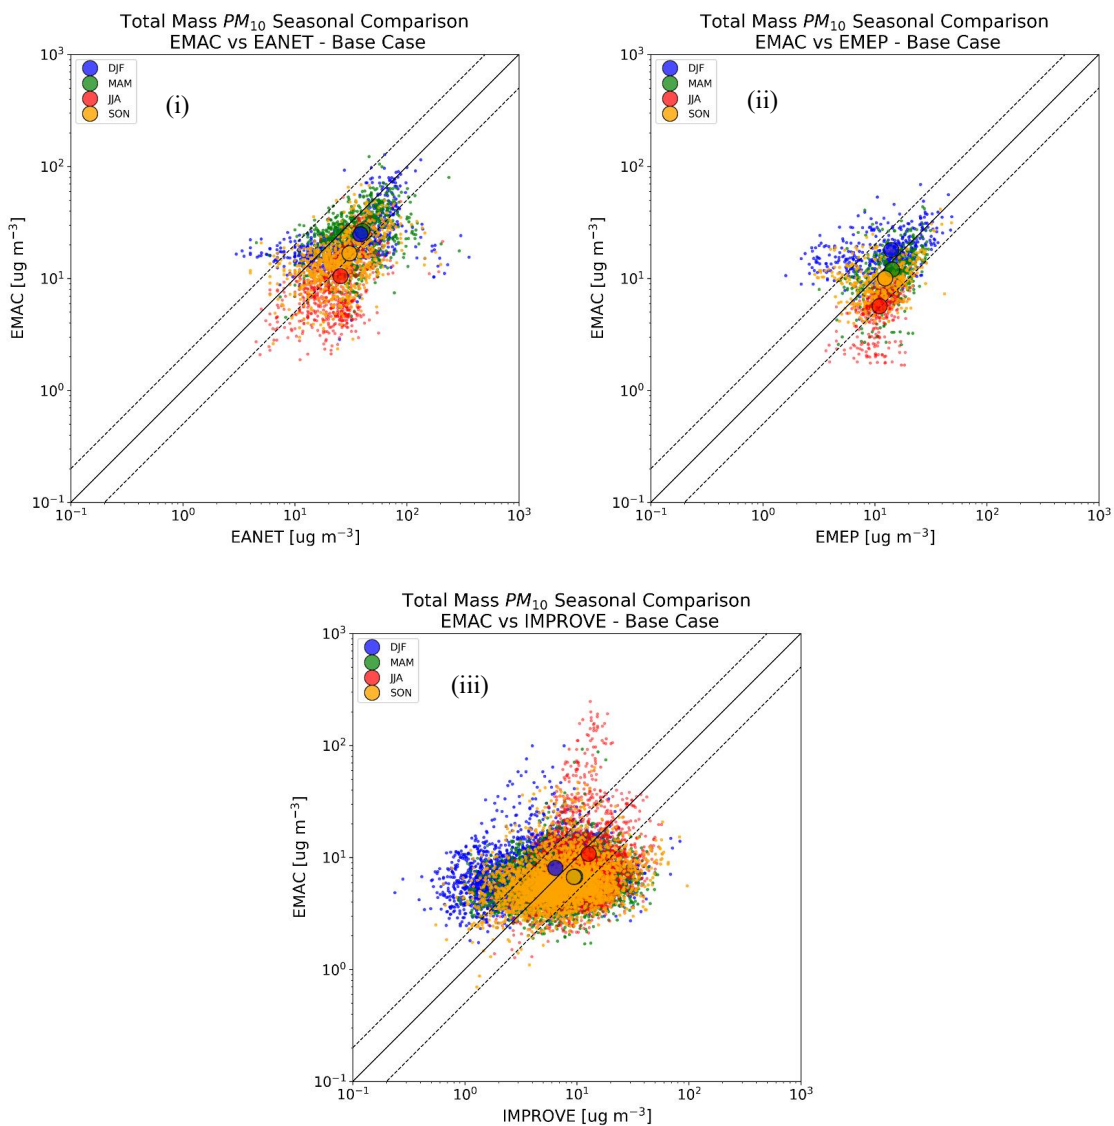 Total Mass PM₁₀ Seasonal Comparison
EMAC vs EANET - Base Case
10³
10²
10¹
10⁰
10⁻¹
EMAC [ug m⁻³]
DJF
MAM
JJA
SON
(i)
10⁻¹ 10⁰ 10¹ 10² 10³
EANET [ug m⁻³]
Total Mass PM₁₀ Seasonal Comparison
EMAC vs EMEP - Base Case
10³
10²
10¹
10⁰
10⁻¹
EMAC [ug m⁻³]
DJF
MAM
JJA
SON
(ii)
10⁻¹ 10⁰ 10¹ 10² 10³
EMEP [ug m⁻³]
Total Mass PM₁₀ Seasonal Comparison
EMAC vs IMPROVE - Base Case
10³
10²
10¹
10⁰
10⁻¹
EMAC [ug m⁻³]
DJF
MAM
JJA
SON
(iii)
10⁻¹ 10⁰ 10¹ 10² 10³
IMPROVE [ug m⁻³]